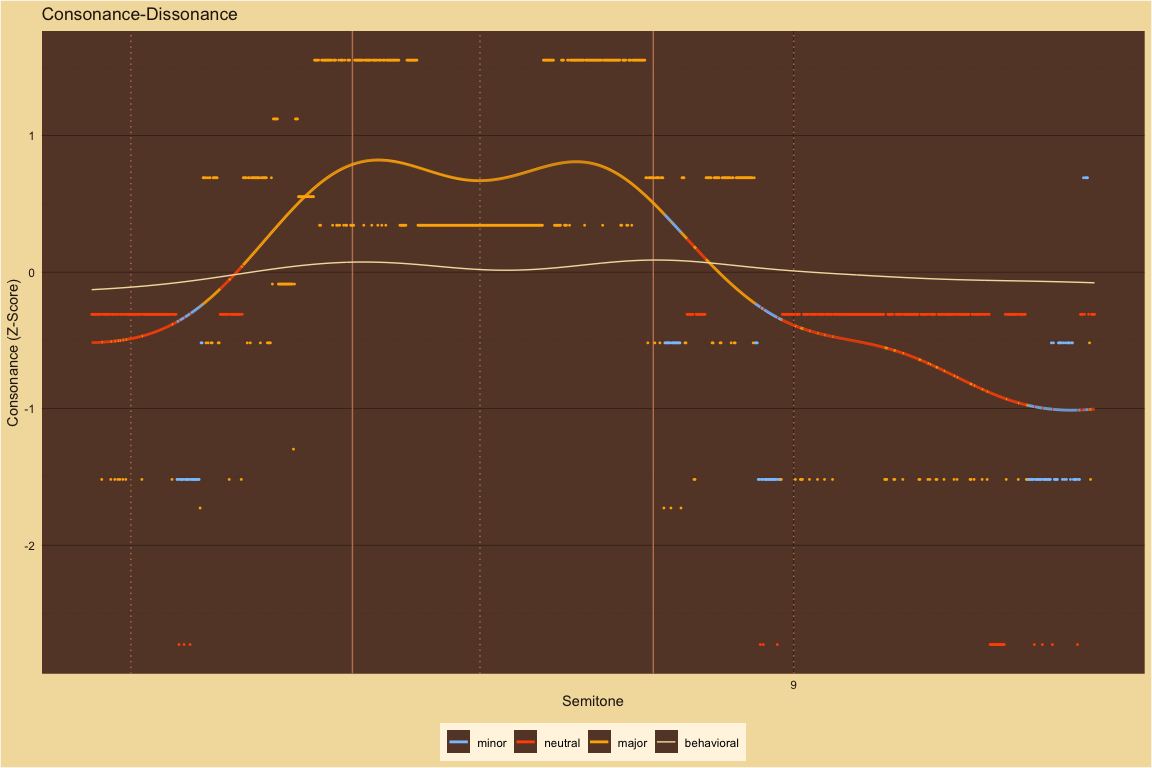 Consonance-Dissonance
Consonance (Z-Score)
1
0
-1
-2
9
Semitone
minor neutral major behavioral